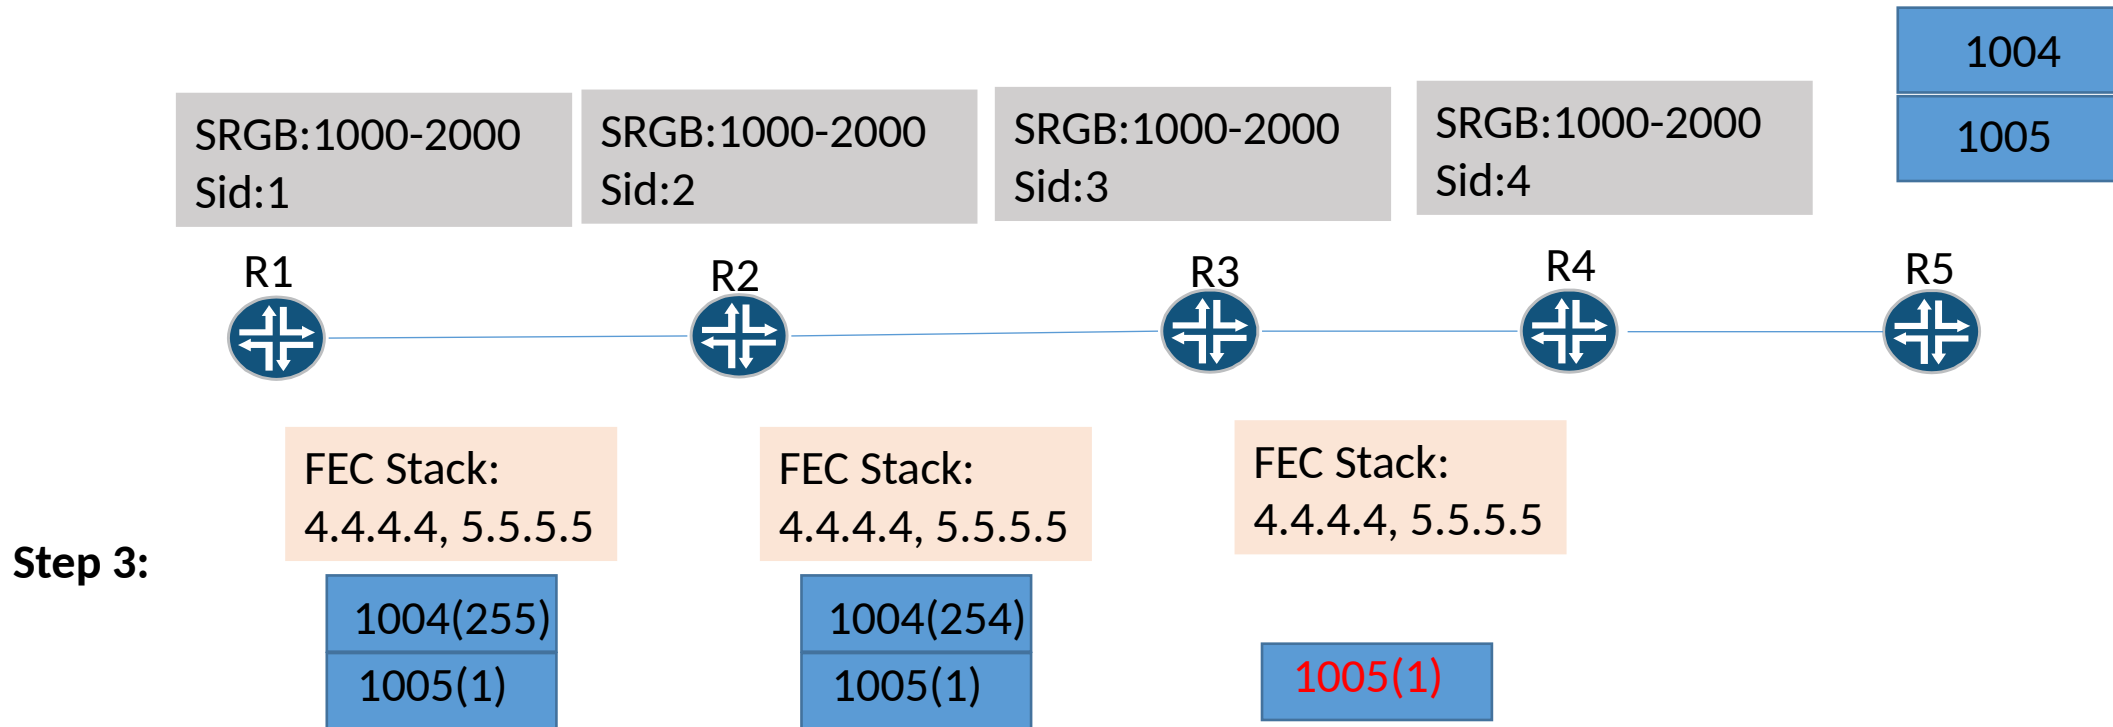 1004
1005
SRGB:1000-2000
Sid:1
SRGB:1000-2000
Sid:2
SRGB:1000-2000
Sid:3
SRGB:1000-2000
Sid:4
R1
R2
R3
R4
R5
FEC Stack:
4.4.4.4, 5.5.5.5
FEC Stack:
4.4.4.4, 5.5.5.5
FEC Stack:
4.4.4.4, 5.5.5.5
Step 3:
1004(255)
1005(1)
1004(254)
1005(1)
1005(1)